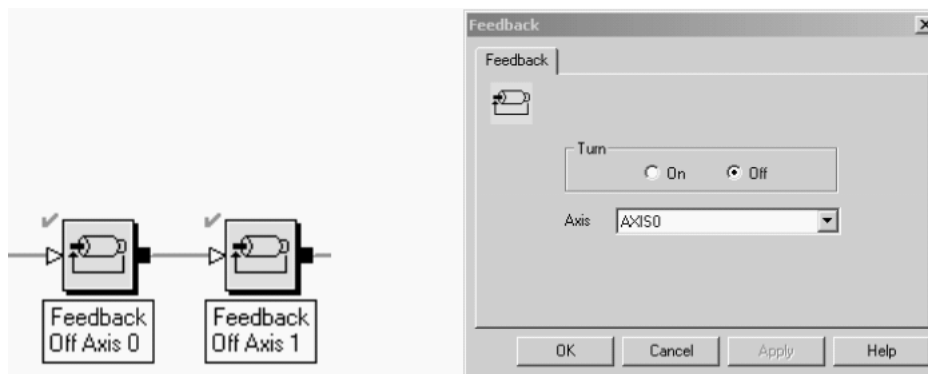 Feedback
Off Axis 0
Feedback
Off Axis 1
Feedback
Feedback
Turn
On
Off
Axis
AXIS0
OK
Cancel
Apply
Help